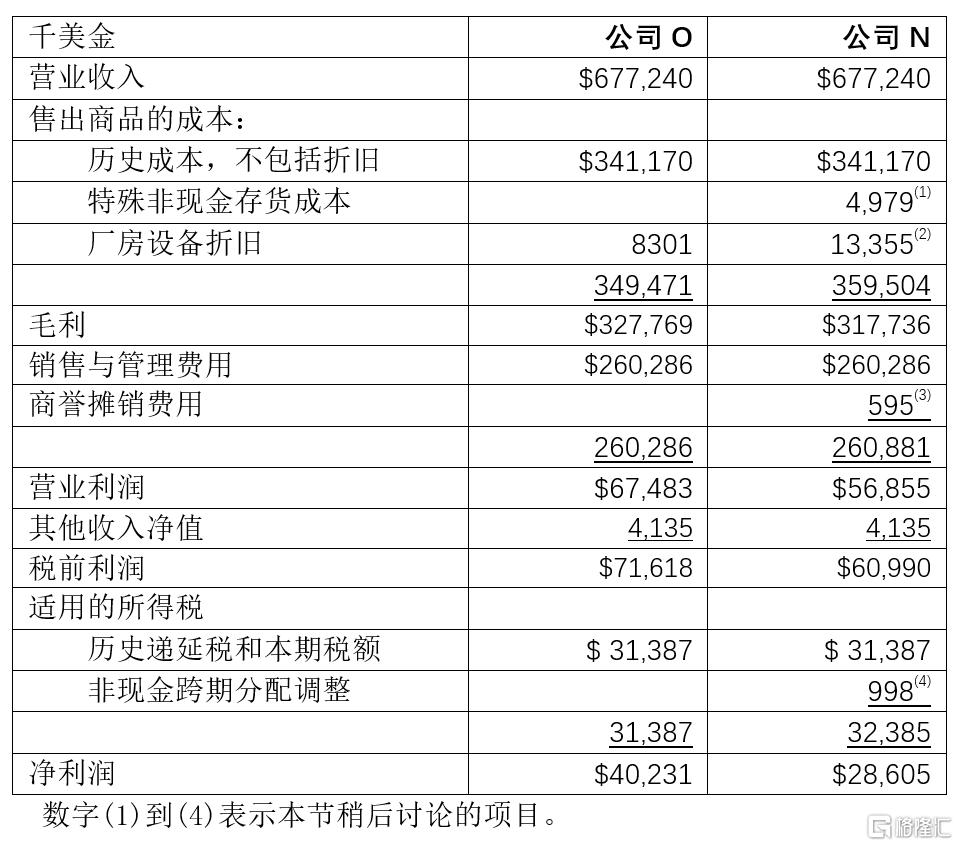 千美金 公司 O 公司 N
营业收入 $677,240 $677,240
售出商品的成本：
历史成本，不包括折旧 $341,170 $341,170
特殊非现金存货成本 4,979(1)
厂房设备折旧 8301 13,355(2)
349,471 359,504
毛利 $327,769 $317,736
销售与管理费用 $260,286 $260,286
商誉摊销费用 595(3)
260,286 260,881
营业利润 $67,483 $56,855
其他收入净值 4,135 4,135
税前利润 $71,618 $60,990
适用的所得税
历史递延税和本期税额 $ 31,387 $ 31,387
非现金跨期分配调整 998(4)
31,387 32,385
净利润 $40,231 $28,605
数字(1)到(4)表示本节稍后讨论的项目。
格隆汇